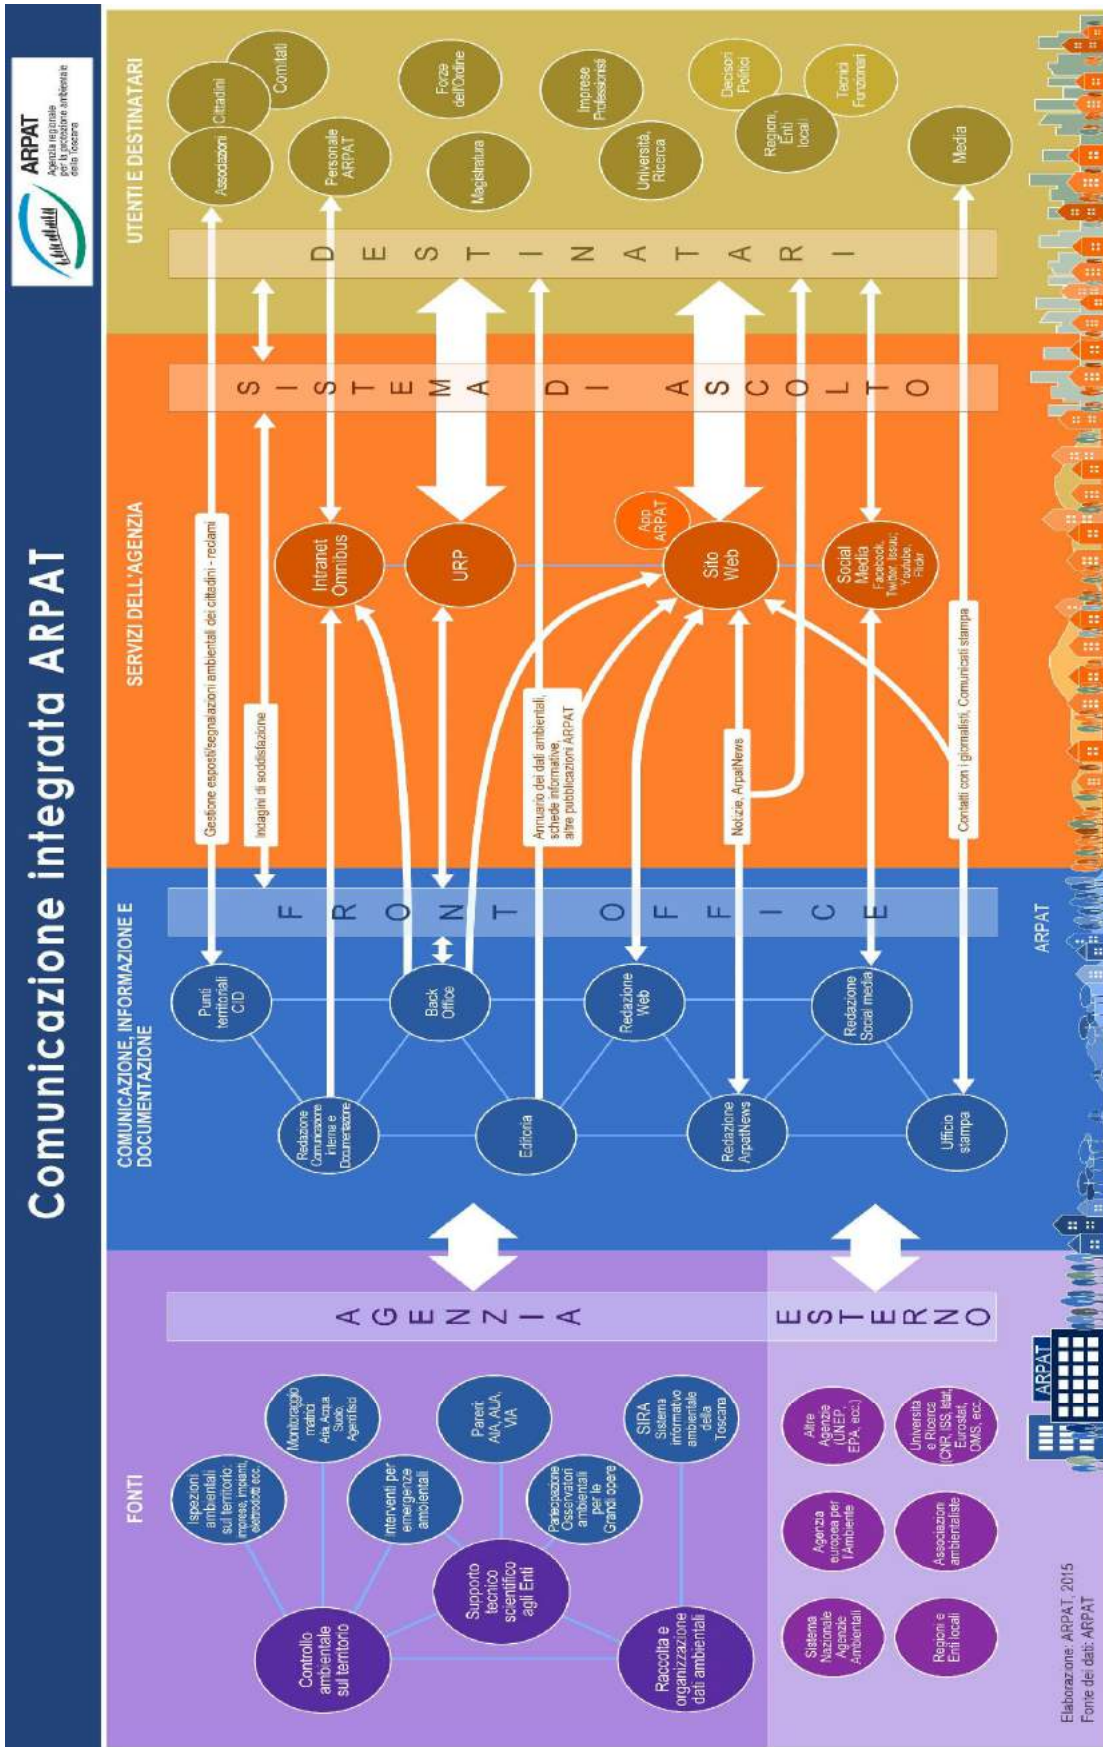 Comunicazione integrata ARPAT
ARPAT
Agenzia regionale
per la protezione ambientale
della Toscana
FONTI
Ispezioni
ambientali
sul territorio:
imprese, impianti,
elettrodotti ecc.
Monitoraggio
matrici
Aria, Acqua,
Suolo,
Agenti fisici
Controllo
ambientale
sul territorio
Interventi per
emergenze
ambientali
Pareri:
AIA, AUA,
VIA
Supporto
tecnico
scientifico
agli Enti
Partecipazione
Osservatori
ambientali
per le
Grandi opere
SIRA
Sistema
informativo
ambientale
della
Toscana
Raccolta e
organizzazione
dati ambientali
AGENZIA
Sistema
Nazionale
Agenzie
Ambientali
Agenzia
europea per
l'Ambiente
Altre
Agenzie
(UNEP,
EPA, ecc.)
Regioni e
Enti locali
Associazioni
ambientaliste
Università
e Ricerca
(CNR, ISS, Istat,
Eurostat,
OMS, ecc.
ESTERNO
COMUNICAZIONE, INFORMAZIONE E
DOCUMENTAZIONE
Punti
territoriali
CID
Redazione
Comunicazione
interna e
Documentazione
Back
Office
Editoria
Redazione
Web
Redazione
ArpatNews
Redazione
Social media
Ufficio
stampa
FRONT OFFICE
SERVIZI DELL'AGENZIA
Gestione esposti/segnalazioni ambientali dei cittadini - reclami
Indagini di soddisfazione
Intranet
Omnibus
URP
Annuario dei dati ambientali,
schede informative,
altre pubblicazioni ARPAT
App
ARPAT
Sito
Web
Notizie, ArpatNews
Social
Media
Facebook,
Twitter, Issuu,
Youtube,
Flickr
Contatti con i giornalisti, Comunicati stampa
SISTEMA DI ASCOLTO
UTENTI E DESTINATARI
DESTINATARI
Associazioni
Cittadini
Comitati
Personale
ARPAT
Forze
dell'Ordine
Magistratura
Imprese
Professionisti
Università,
Ricerca
Decisori
Politici
Regioni,
Enti
locali
Tecnici
Funzionari
Media
ARPAT
ARPAT
Elaborazione: ARPAT, 2015
Fonte dei dati: ARPAT